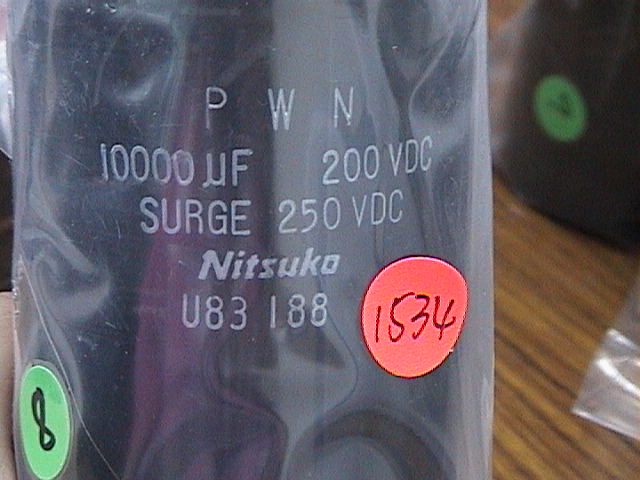 P W N
10000 µF 200 VDC
SURGE 250 VDC
Nitsuko
U83 188
1534
8